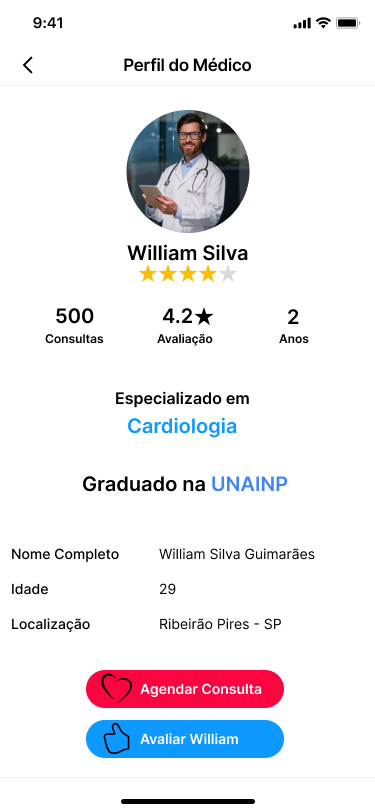 9:41
Perfil do Médico
William Silva
500 4.2★ 2
Consultas Avaliação Anos
Especializado em
Cardiologia
Graduado na UNAINP
Nome Completo William Silva Guimarães
Idade 29
Localização Ribeirão Pires - SP
Agendar Consulta
Avaliar William